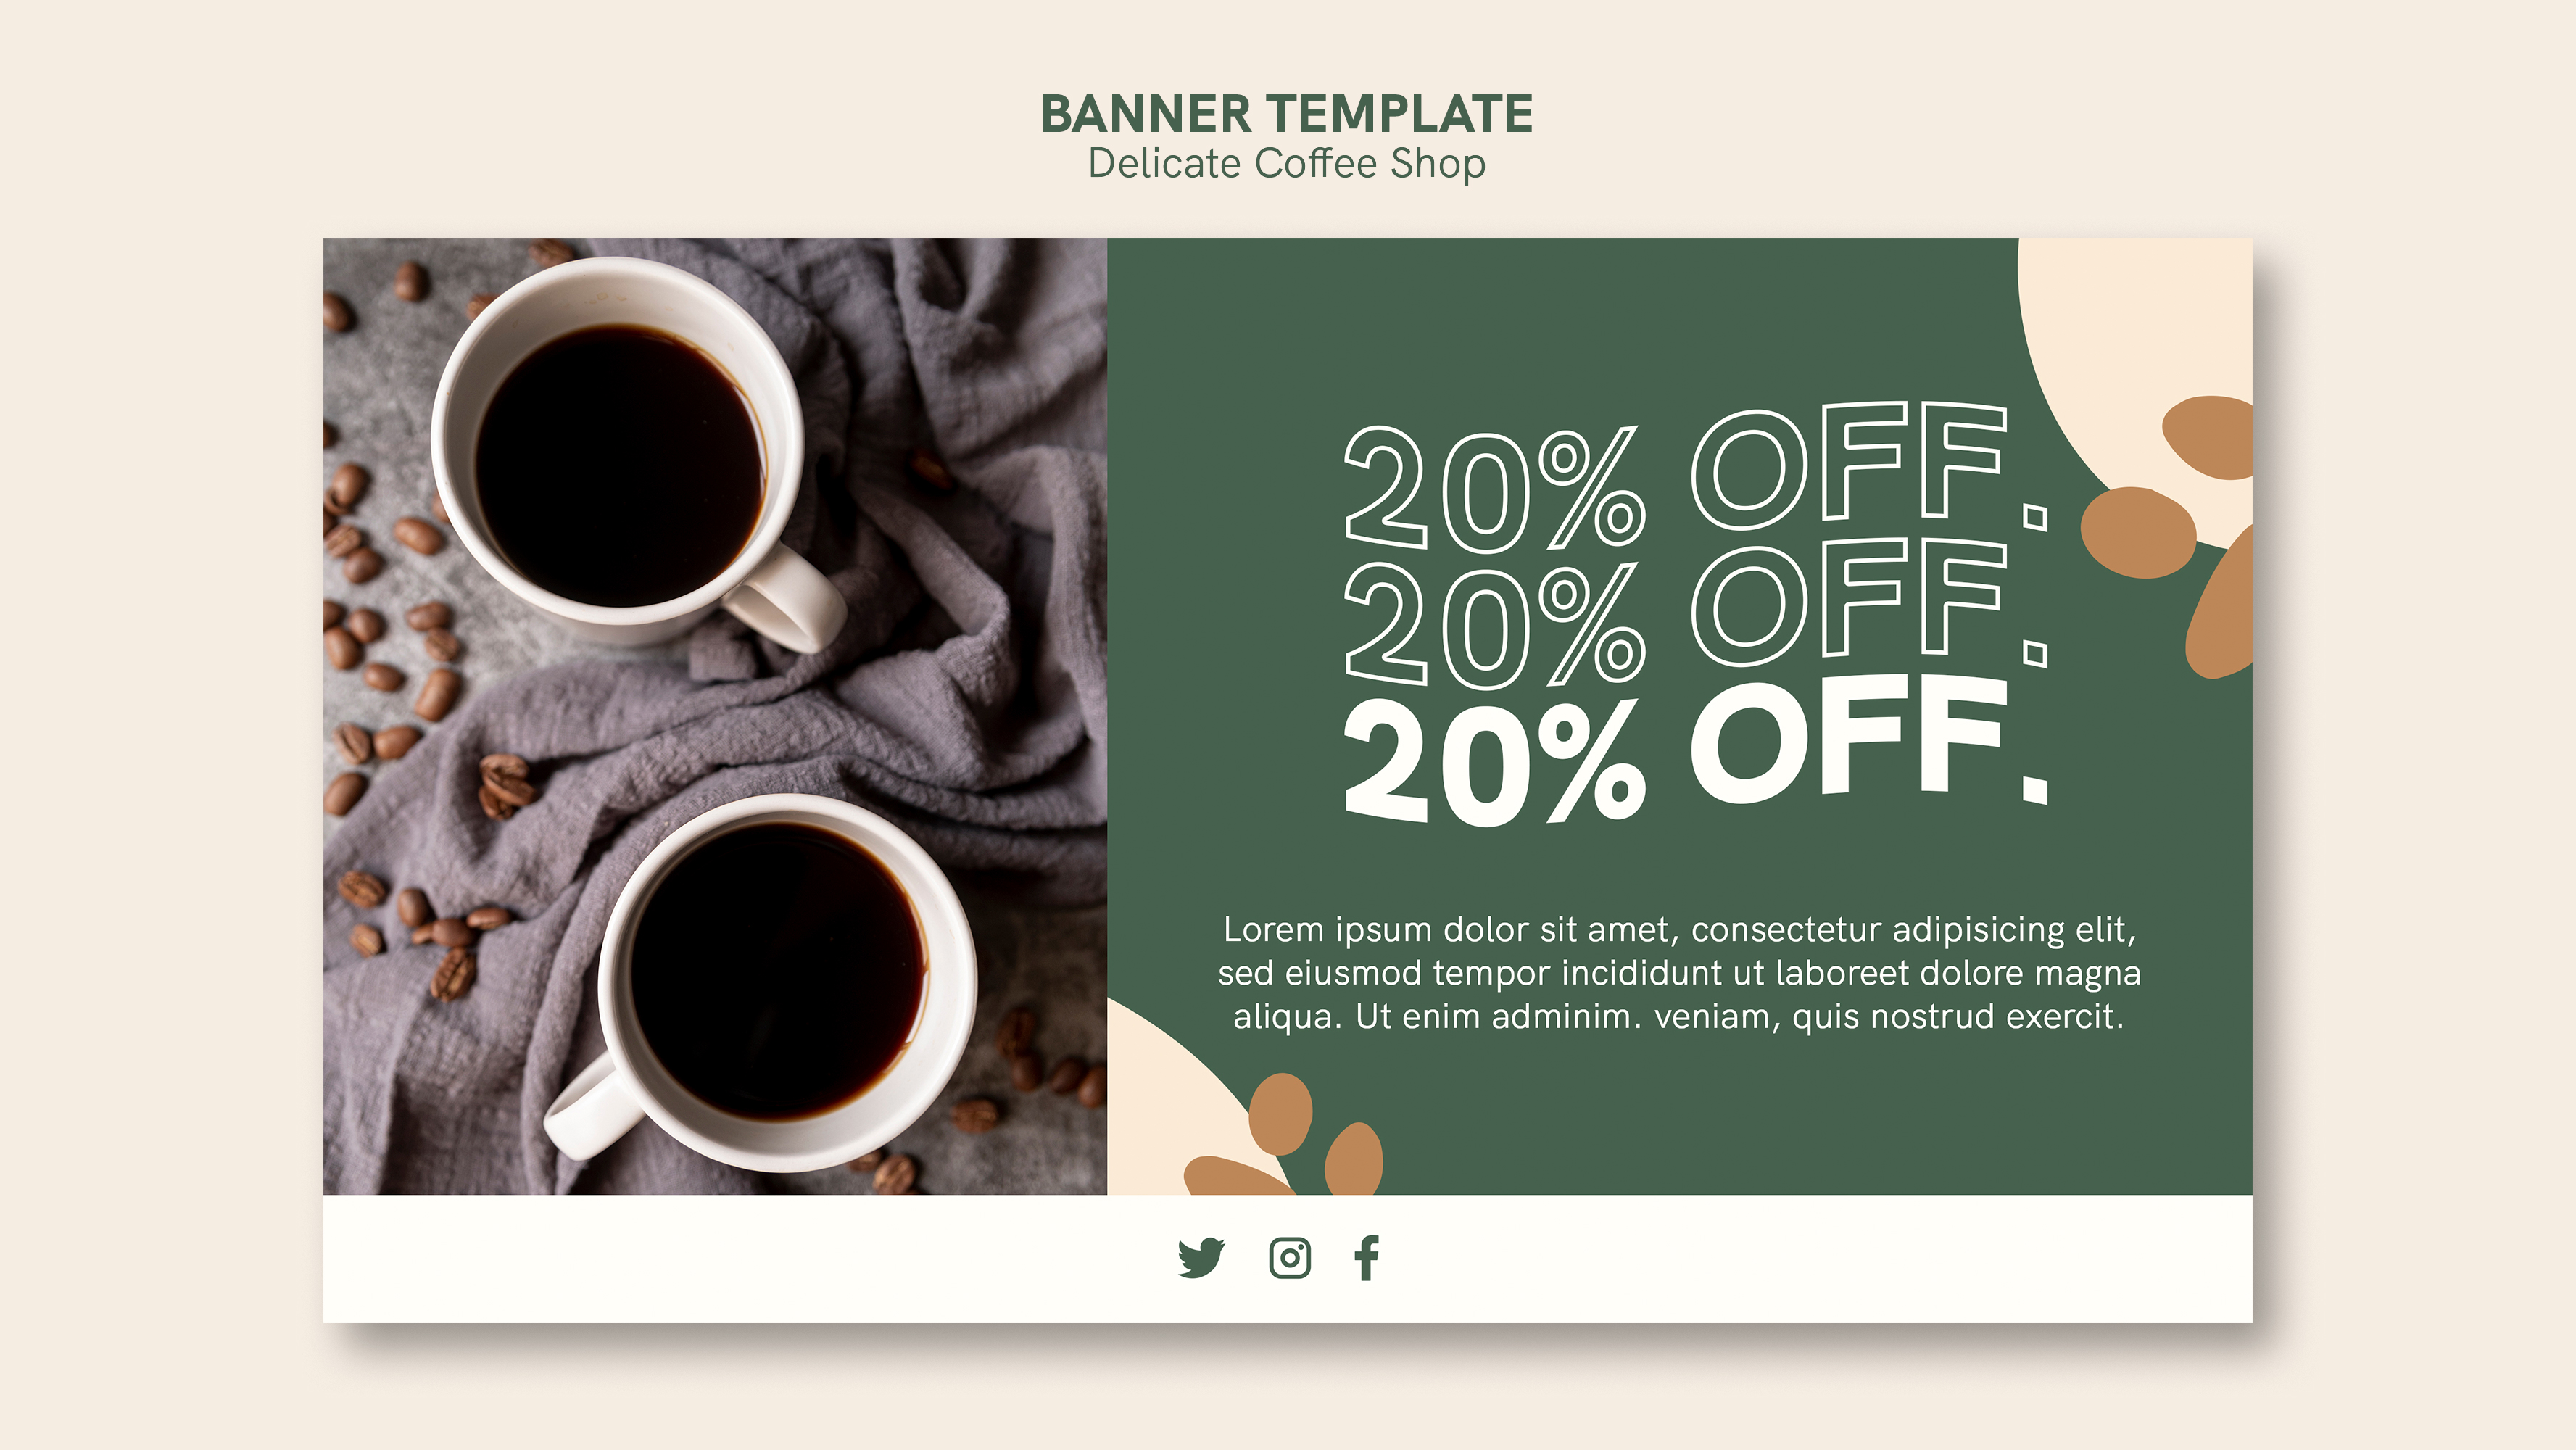 BANNER TEMPLATE
Delicate Coffee Shop
20% OFF.
20% OFF.
20% OFF.
Lorem ipsum dolor sit amet, consectetur adipisicing elit,
sed eiusmod tempor incididunt ut laboreet dolore magna
aliqua. Ut enim adminim. veniam, quis nostrud exercit.